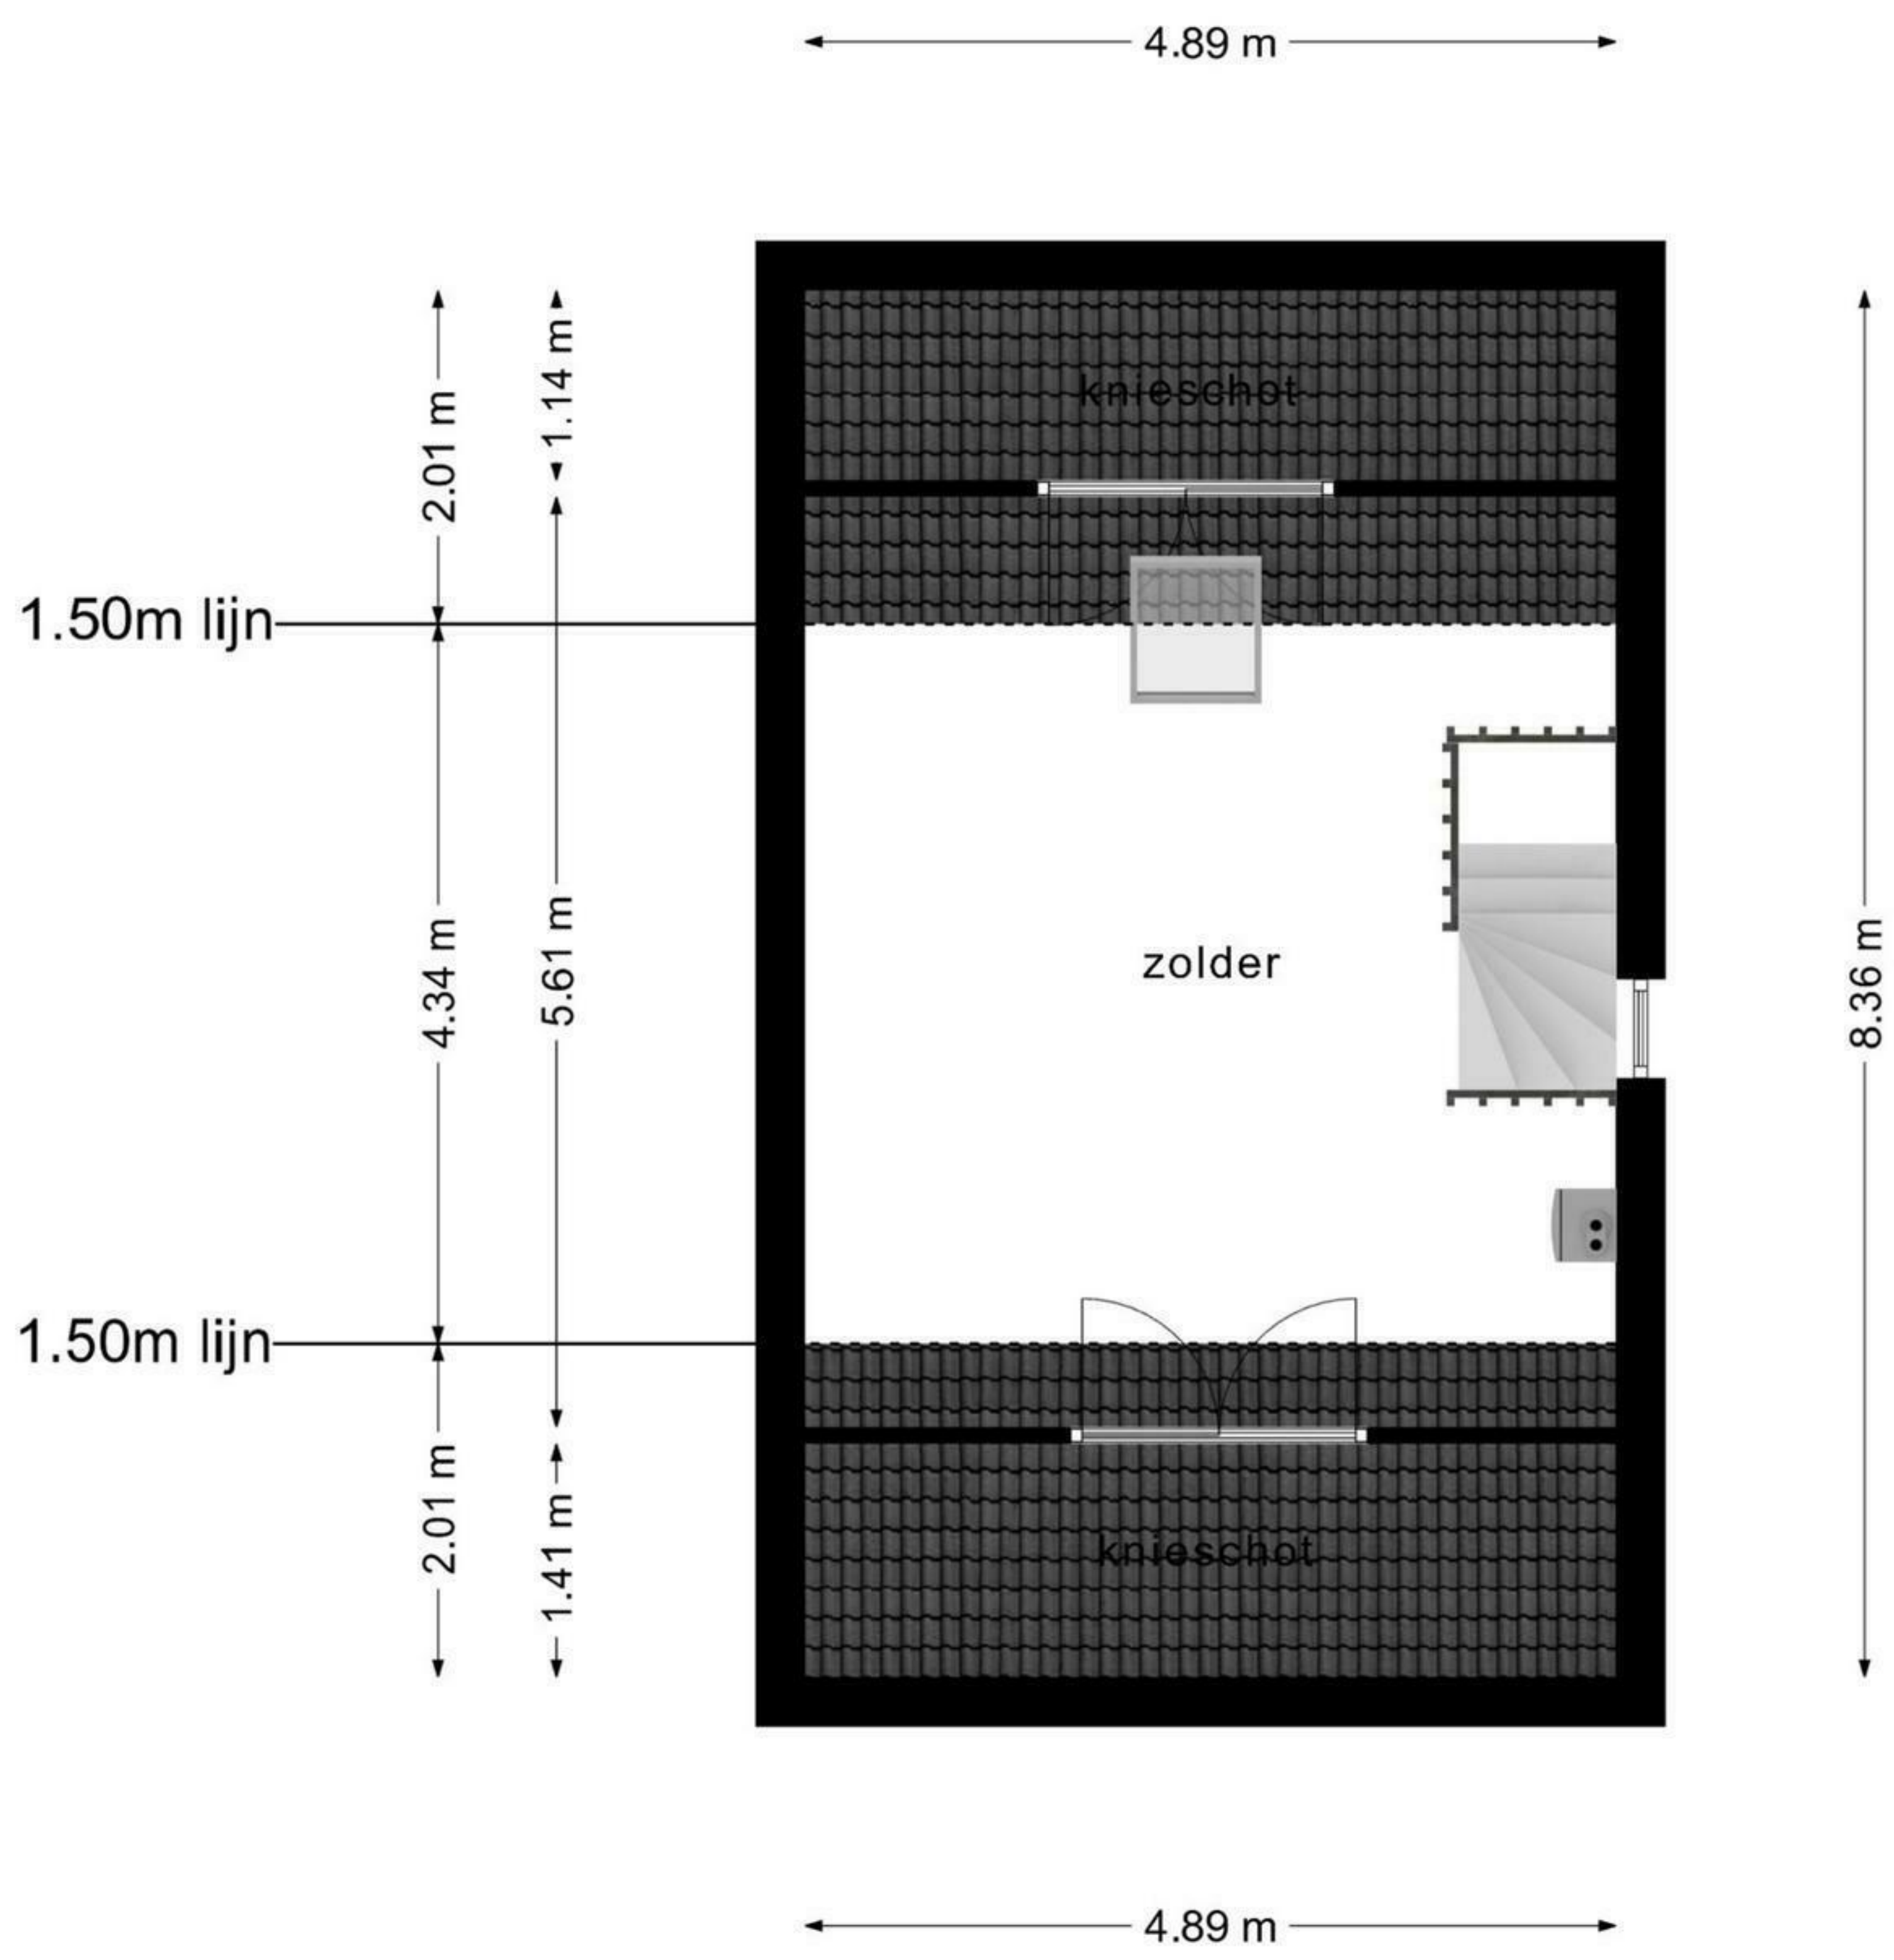 4.89 m
2.01 m
1.14 m
knieschot
1.50m lijn
4.34 m
5.61 m
zolder
8.36 m
1.50m lijn
2.01 m
1.41 m
knieschot
4.89 m